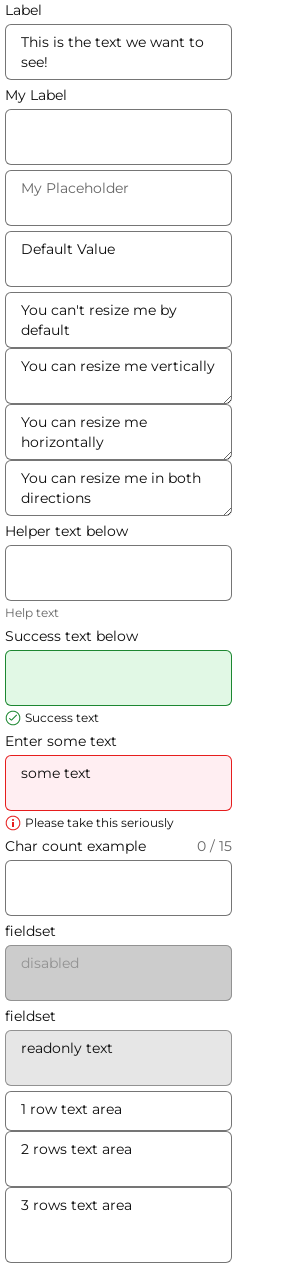 Label
This is the text we want to
see!
My Label
My Placeholder
Default Value
You can't resize me by
default
You can resize me vertically
You can resize me
horizontally
You can resize me in both
directions
Helper text below
Help text
Success text below
Success text
Enter some text
some text
Please take this seriously
Char count example 0 / 15
fieldset
disabled
fieldset
readonly text
1 row text area
2 rows text area
3 rows text area